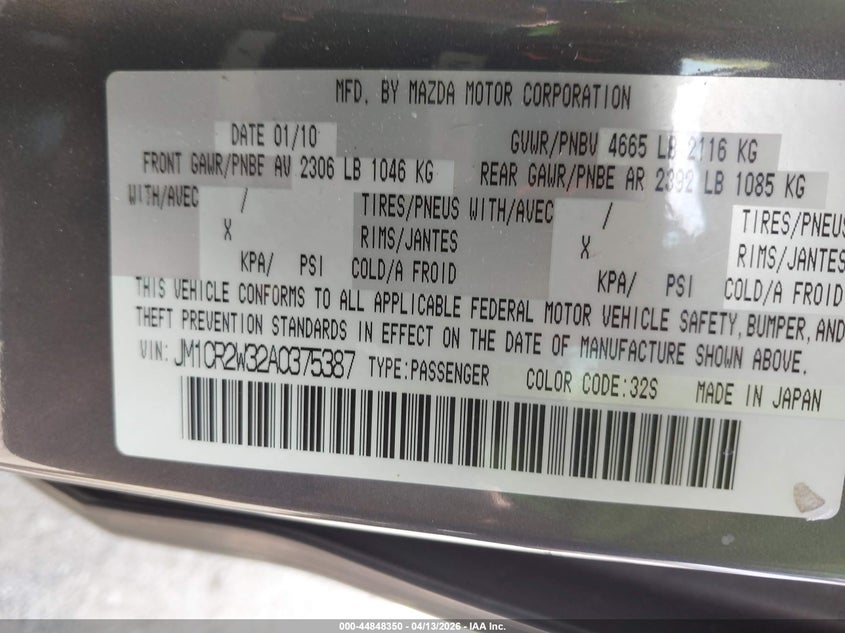 MFD. BY MAZDA MOTOR CORPORATION
DATE 01/10 GVWR/PNBV 4665 LB 2116 KG
FRONT GAWR/PNBE AV 2306 LB 1046 KG REAR GAWR/PNBE AR 2392 LB 1085 KG
WITH/AVEC / TIRES/PNEUS WITH/AVEC / TIRES/PNEUS
X RIMS/JANTES X RIMS/JANTES
KPA/ PSI COLD/A FROID KPA/ PSI COLD/A FROID
THIS VEHICLE CONFORMS TO ALL APPLICABLE FEDERAL MOTOR VEHICLE SAFETY, BUMPER, AND
THEFT PREVENTION STANDARDS IN EFFECT ON THE DATE OF MANUFACTURE SHOWN ABOVE.
VIN: JM1CR2W32A0375387 TYPE:PASSENGER COLOR CODE:32S MADE IN JAPAN
000-44848350 - 04/13/2026 - IAA Inc.